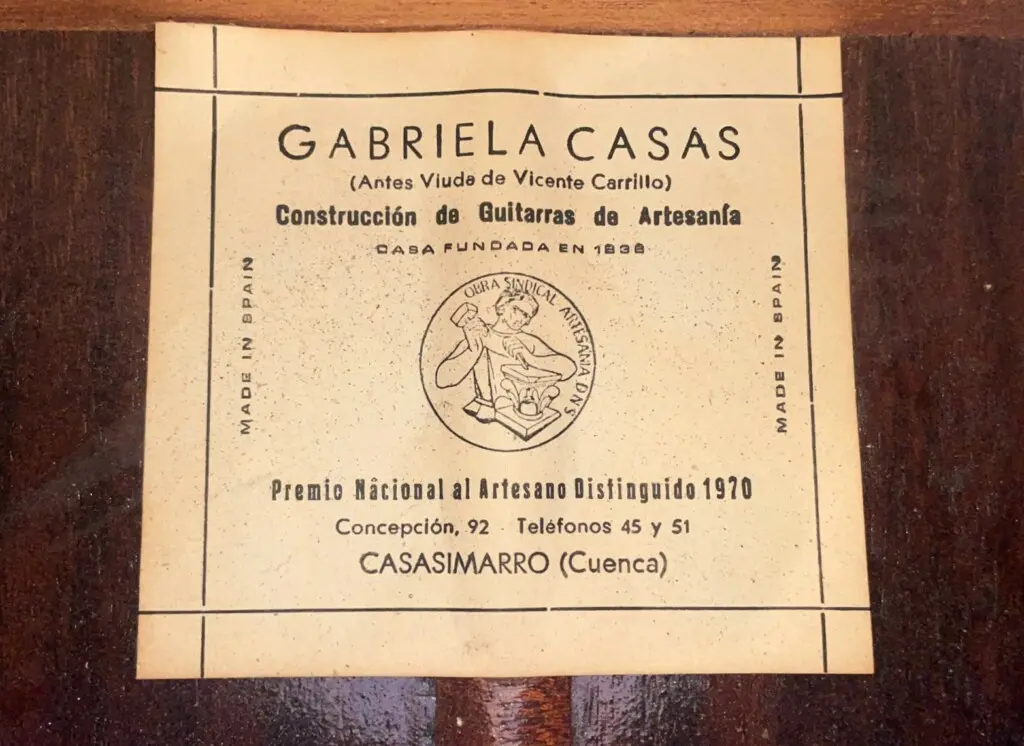 GABRIELA CASAS
(Antes Viuda de Vicente Carrillo)
Construcción de Guitarras de Artesanía
CASA FUNDADA EN 1838
MADE IN SPAIN
OBRA SINDICAL ARTESANIA DNS
MADE IN SPAIN
Premio Nâcional al Artesano Distinguido 1970
Concepción, 92 - Teléfonos 45 y 51
CASASIMARRO (Cuenca)